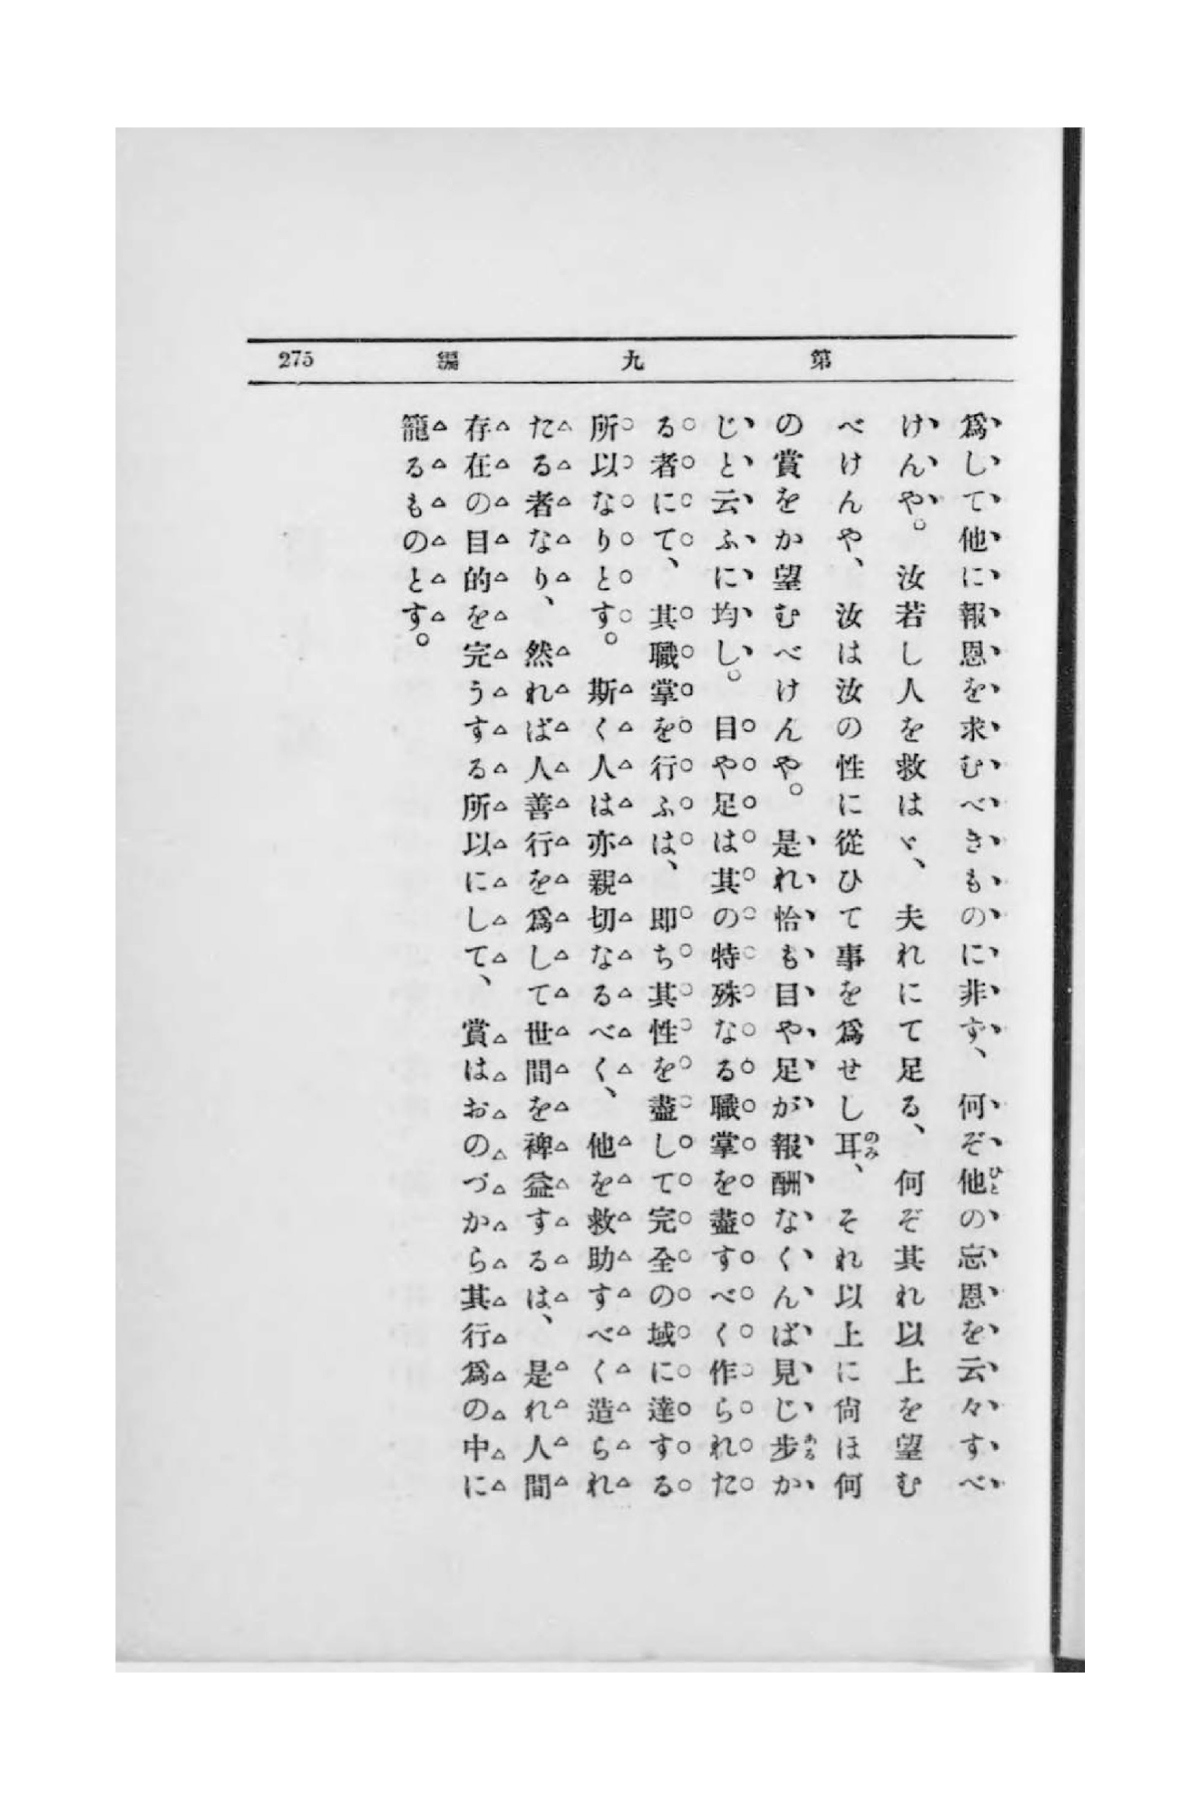 第九編
275
爲して他に報恩を求むべきものに非ず、何ぞ他の忘恩を云々すべ
けんや。汝若し人を救はゞ、夫れにて足る、何ぞ其れ以上を望む
べけんや、汝は汝の性に從ひて事を爲せし耳、それ以上に尙ほ何
の賞をか望むべけんや。是れ恰も目や足が報酬なくんば見じ步か
じと云ふに均し。目や足は其の特殊なる職掌を盡すべく作られた
る者にて、其職掌を行ふは、即ち其性を盡して完全の域に達する
所以なりとす。斯く人は亦親切なるべく、他を救助すべく造られ
たる者なり、然れば人善行を爲して世間を裨益するは、是れ人間
存在の目的を完うする所以にして、賞はおのづから其行爲の中に
籠るものとす。